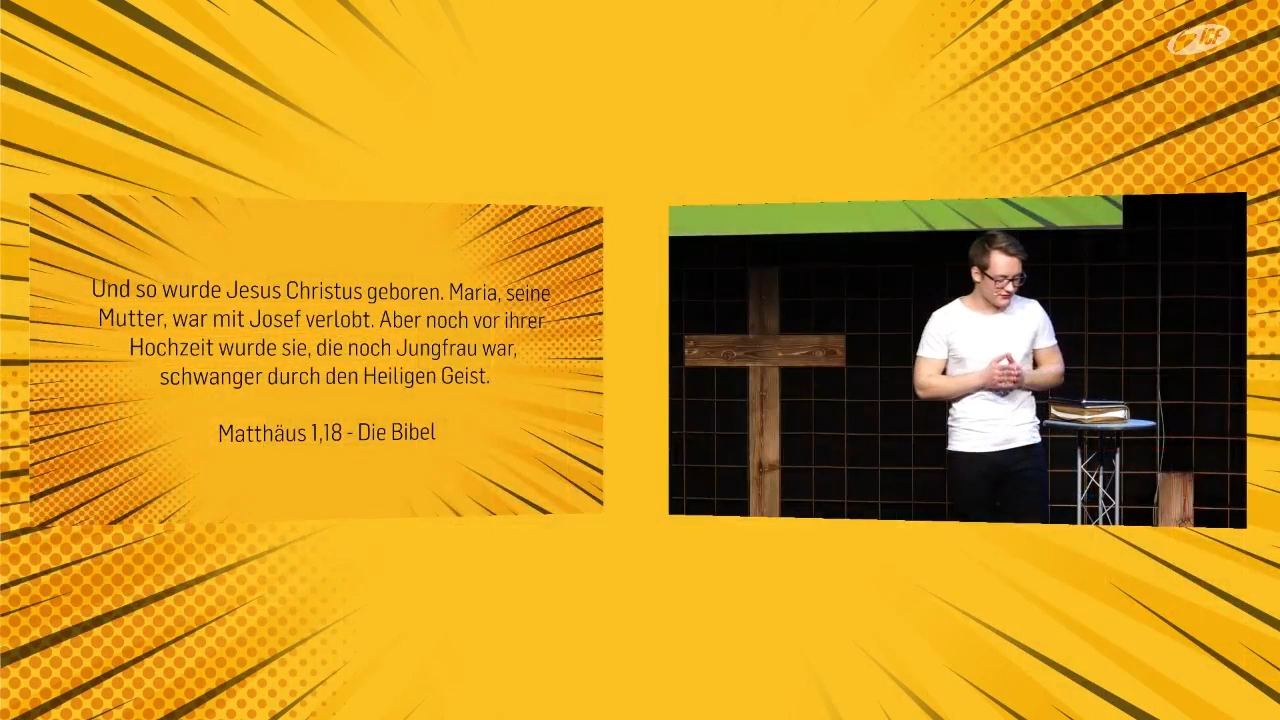 ICF
Und so wurde Jesus Christus geboren. Maria, seine
Mutter, war mit Josef verlobt. Aber noch vor ihrer
Hochzeit wurde sie, die noch Jungfrau war,
schwanger durch den Heiligen Geist.
Matthäus 1,18 - Die Bibel